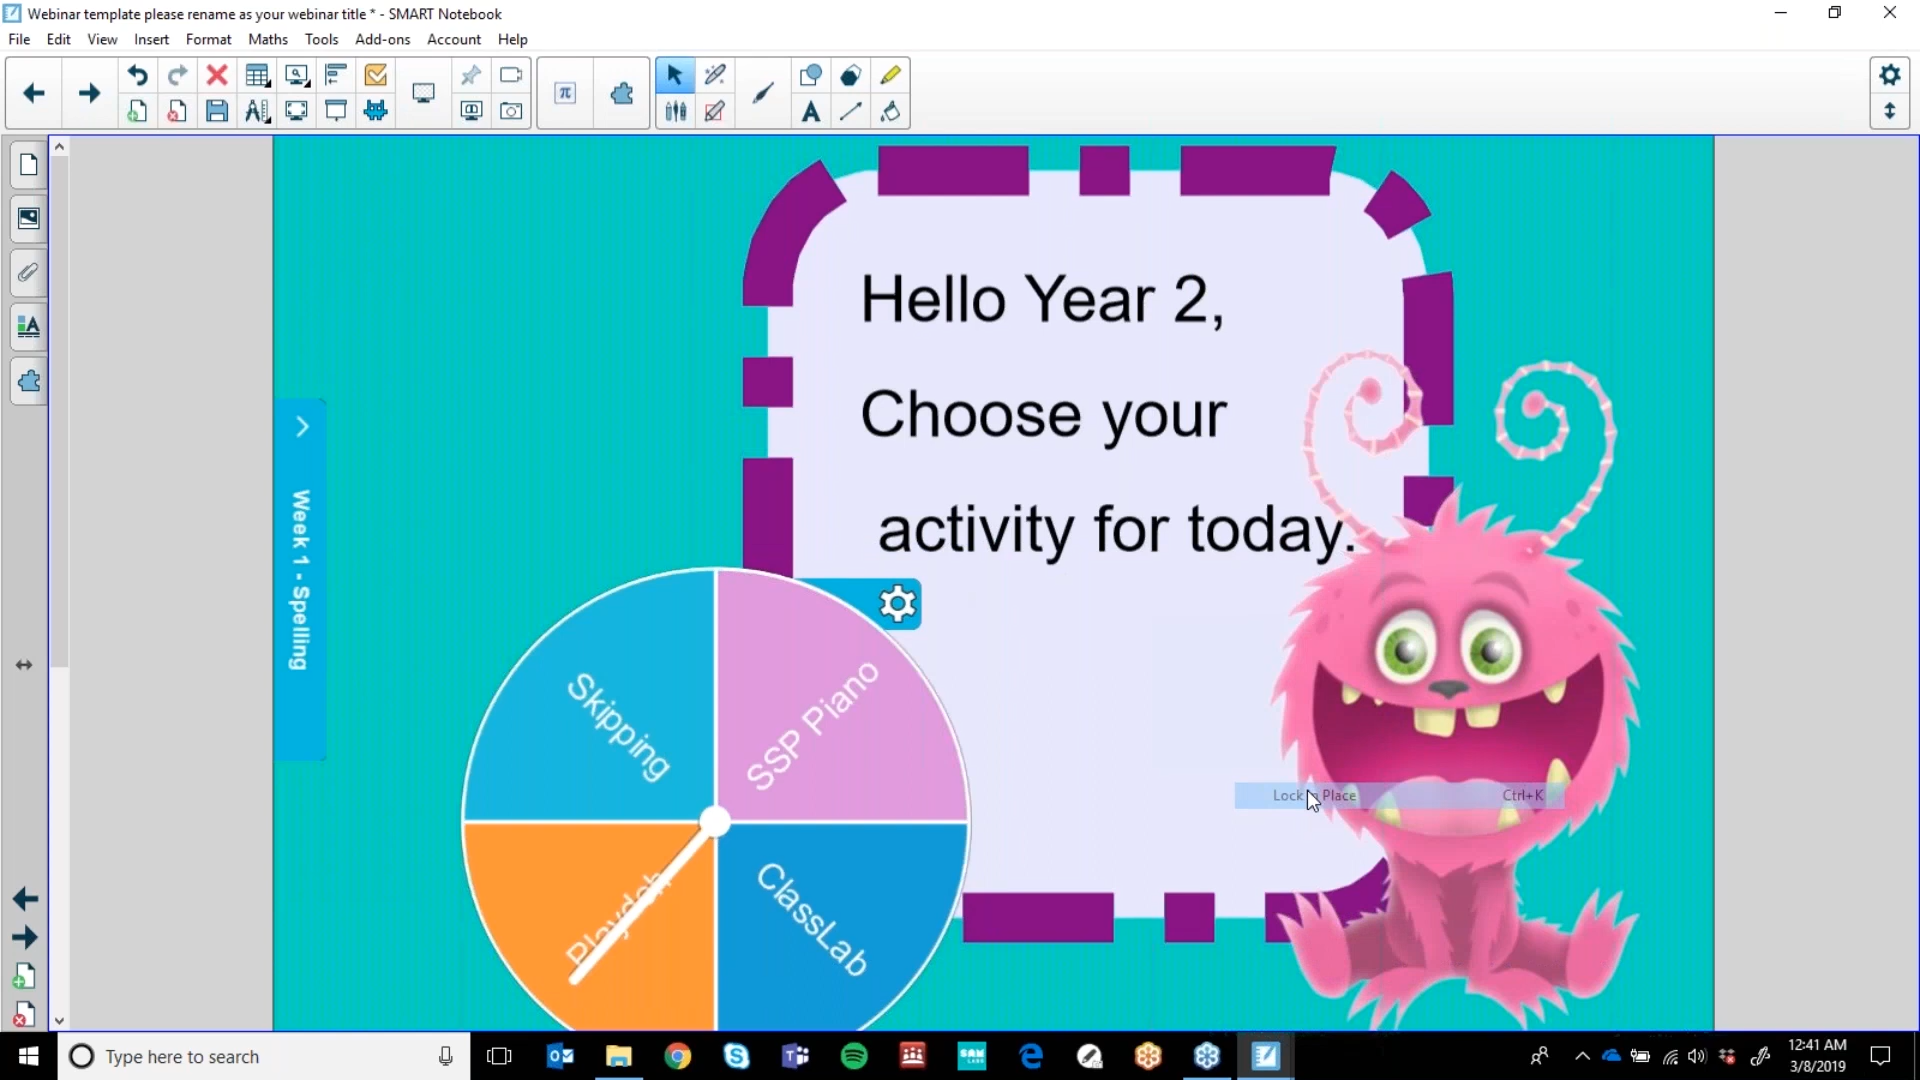 Webinar template please rename as your webinar title * - SMART Notebook
File Edit View Insert Format Maths Tools Add-ons Account Help
Hello Year 2,
Choose your
activity for today.
Week 1 - Spelling
Skipping
SSP Piano
Playdoh
ClassLab
Lock in Place Ctrl+K
Type here to search
12:41 AM
3/8/2019